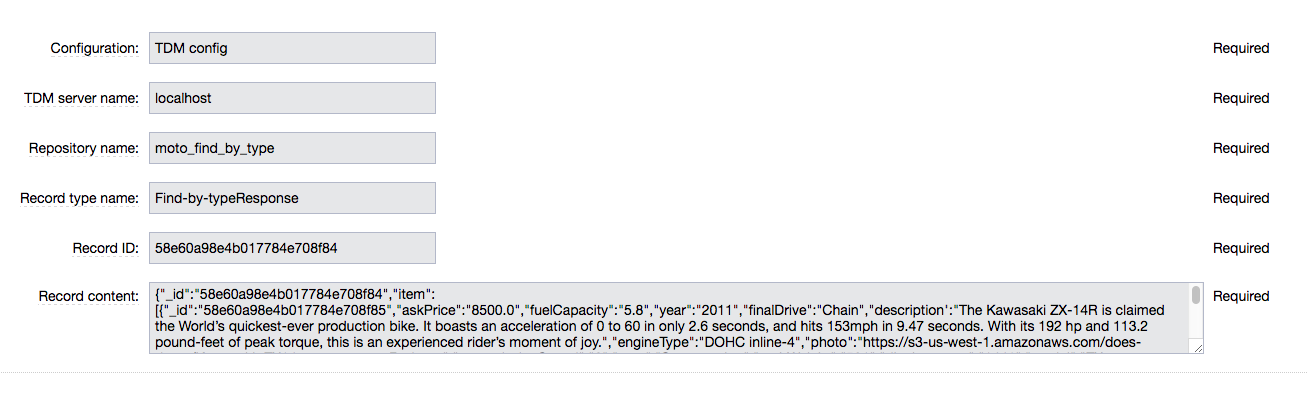 Configuration: TDM config Required
TDM server name: localhost Required
Repository name: moto_find_by_type Required
Record type name: Find-by-typeResponse Required
Record ID: 58e60a98e4b017784e708f84 Required
Record content: {"_id":"58e60a98e4b017784e708f84","item": Required
[{"_id":"58e60a98e4b017784e708f85","askPrice":"8500.0","fuelCapacity":"5.8","year":"2011","finalDrive":"Chain","description":"The Kawasaki ZX-14R is claimed
the World's quickest-ever production bike. It boasts an acceleration of 0 to 60 in only 2.6 seconds, and hits 153mph in 9.47 seconds. With its 192 hp and 113.2
pound-feet of peak torque, this is an experienced rider's moment of joy.","engineType":"DOHC inline-4","photo":"https://s3-us-west-1.amazonaws.com/does-